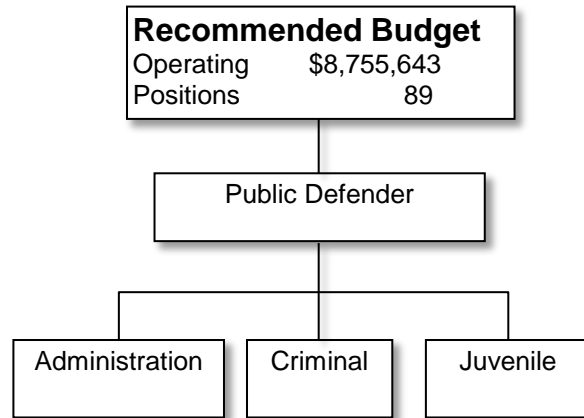 Recommended Budget
Operating $8,755,643
Positions 89
Public Defender
Administration
Criminal
Juvenile